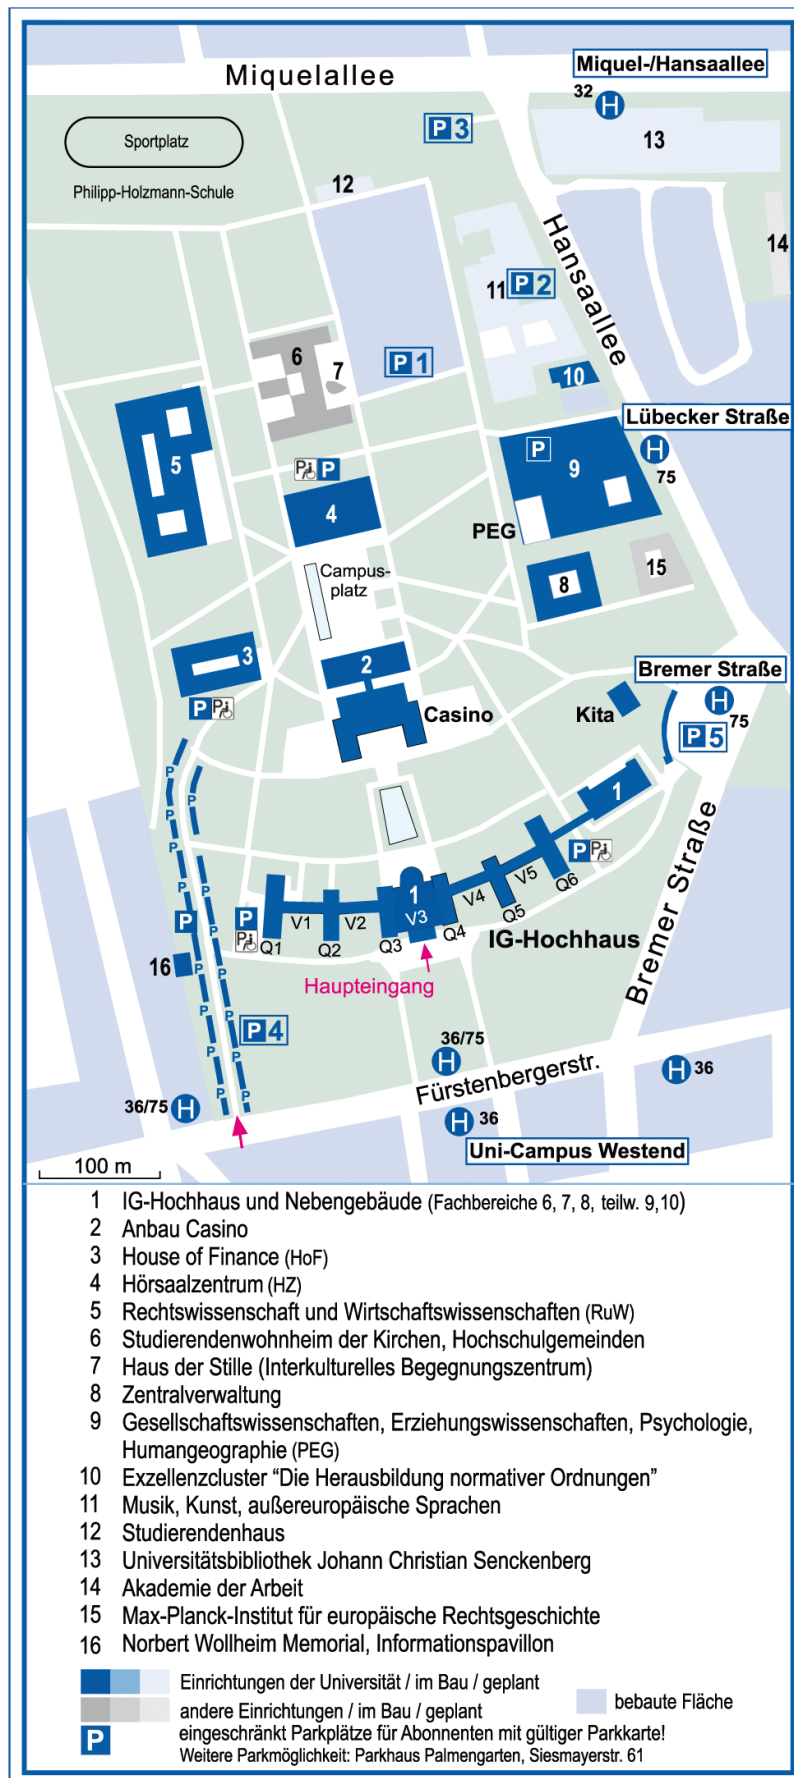 Miquelallee
Miquel-/Hansaallee
32
H
Sportplatz
P 3
13
Philipp-Holzmann-Schule
12
14
Hansaallee
11
P 2
6
7
P 1
10
Lübecker Straße
5
P
9
H
75
P
P
4
PEG
Campus-
platz
8
15
3
2
Bremer Straße
P
P
Casino
Kita
H
75
P 5
P
P
P
P
P
P
1
P
P
P
P
P
1
V1
V2
V3
V4
V5
Q1
Q2
Q3
Q4
Q5
Q6
P
P
P
P
IG-Hochhaus
Bremer Straße
16
P
P
P
P
Haupteingang
P 4
P
P
P
P
36/75
H
36/75
H
Fürstenbergerstr.
H
36
H
36
Uni-Campus Westend
100 m
1 IG-Hochhaus und Nebengebäude (Fachbereiche 6, 7, 8, teilw. 9,10)
2 Anbau Casino
3 House of Finance (HoF)
4 Hörsaalzentrum (HZ)
5 Rechtswissenschaft und Wirtschaftswissenschaften (RuW)
6 Studierendenwohnheim der Kirchen, Hochschulgemeinden
7 Haus der Stille (Interkulturelles Begegnungszentrum)
8 Zentralverwaltung
9 Gesellschaftswissenschaften, Erziehungswissenschaften, Psychologie,
Humangeographie (PEG)
10 Exzellenzcluster “Die Herausbildung normativer Ordnungen”
11 Musik, Kunst, außereuropäische Sprachen
12 Studierendenhaus
13 Universitätsbibliothek Johann Christian Senckenberg
14 Akademie der Arbeit
15 Max-Planck-Institut für europäische Rechtsgeschichte
16 Norbert Wollheim Memorial, Informationspavillon
Einrichtungen der Universität / im Bau / geplant
andere Einrichtungen / im Bau / geplant
bebaute Fläche
P eingeschränkt Parkplätze für Abonnenten mit gültiger Parkkarte!
Weitere Parkmöglichkeit: Parkhaus Palmengarten, Siesmayerstr. 61